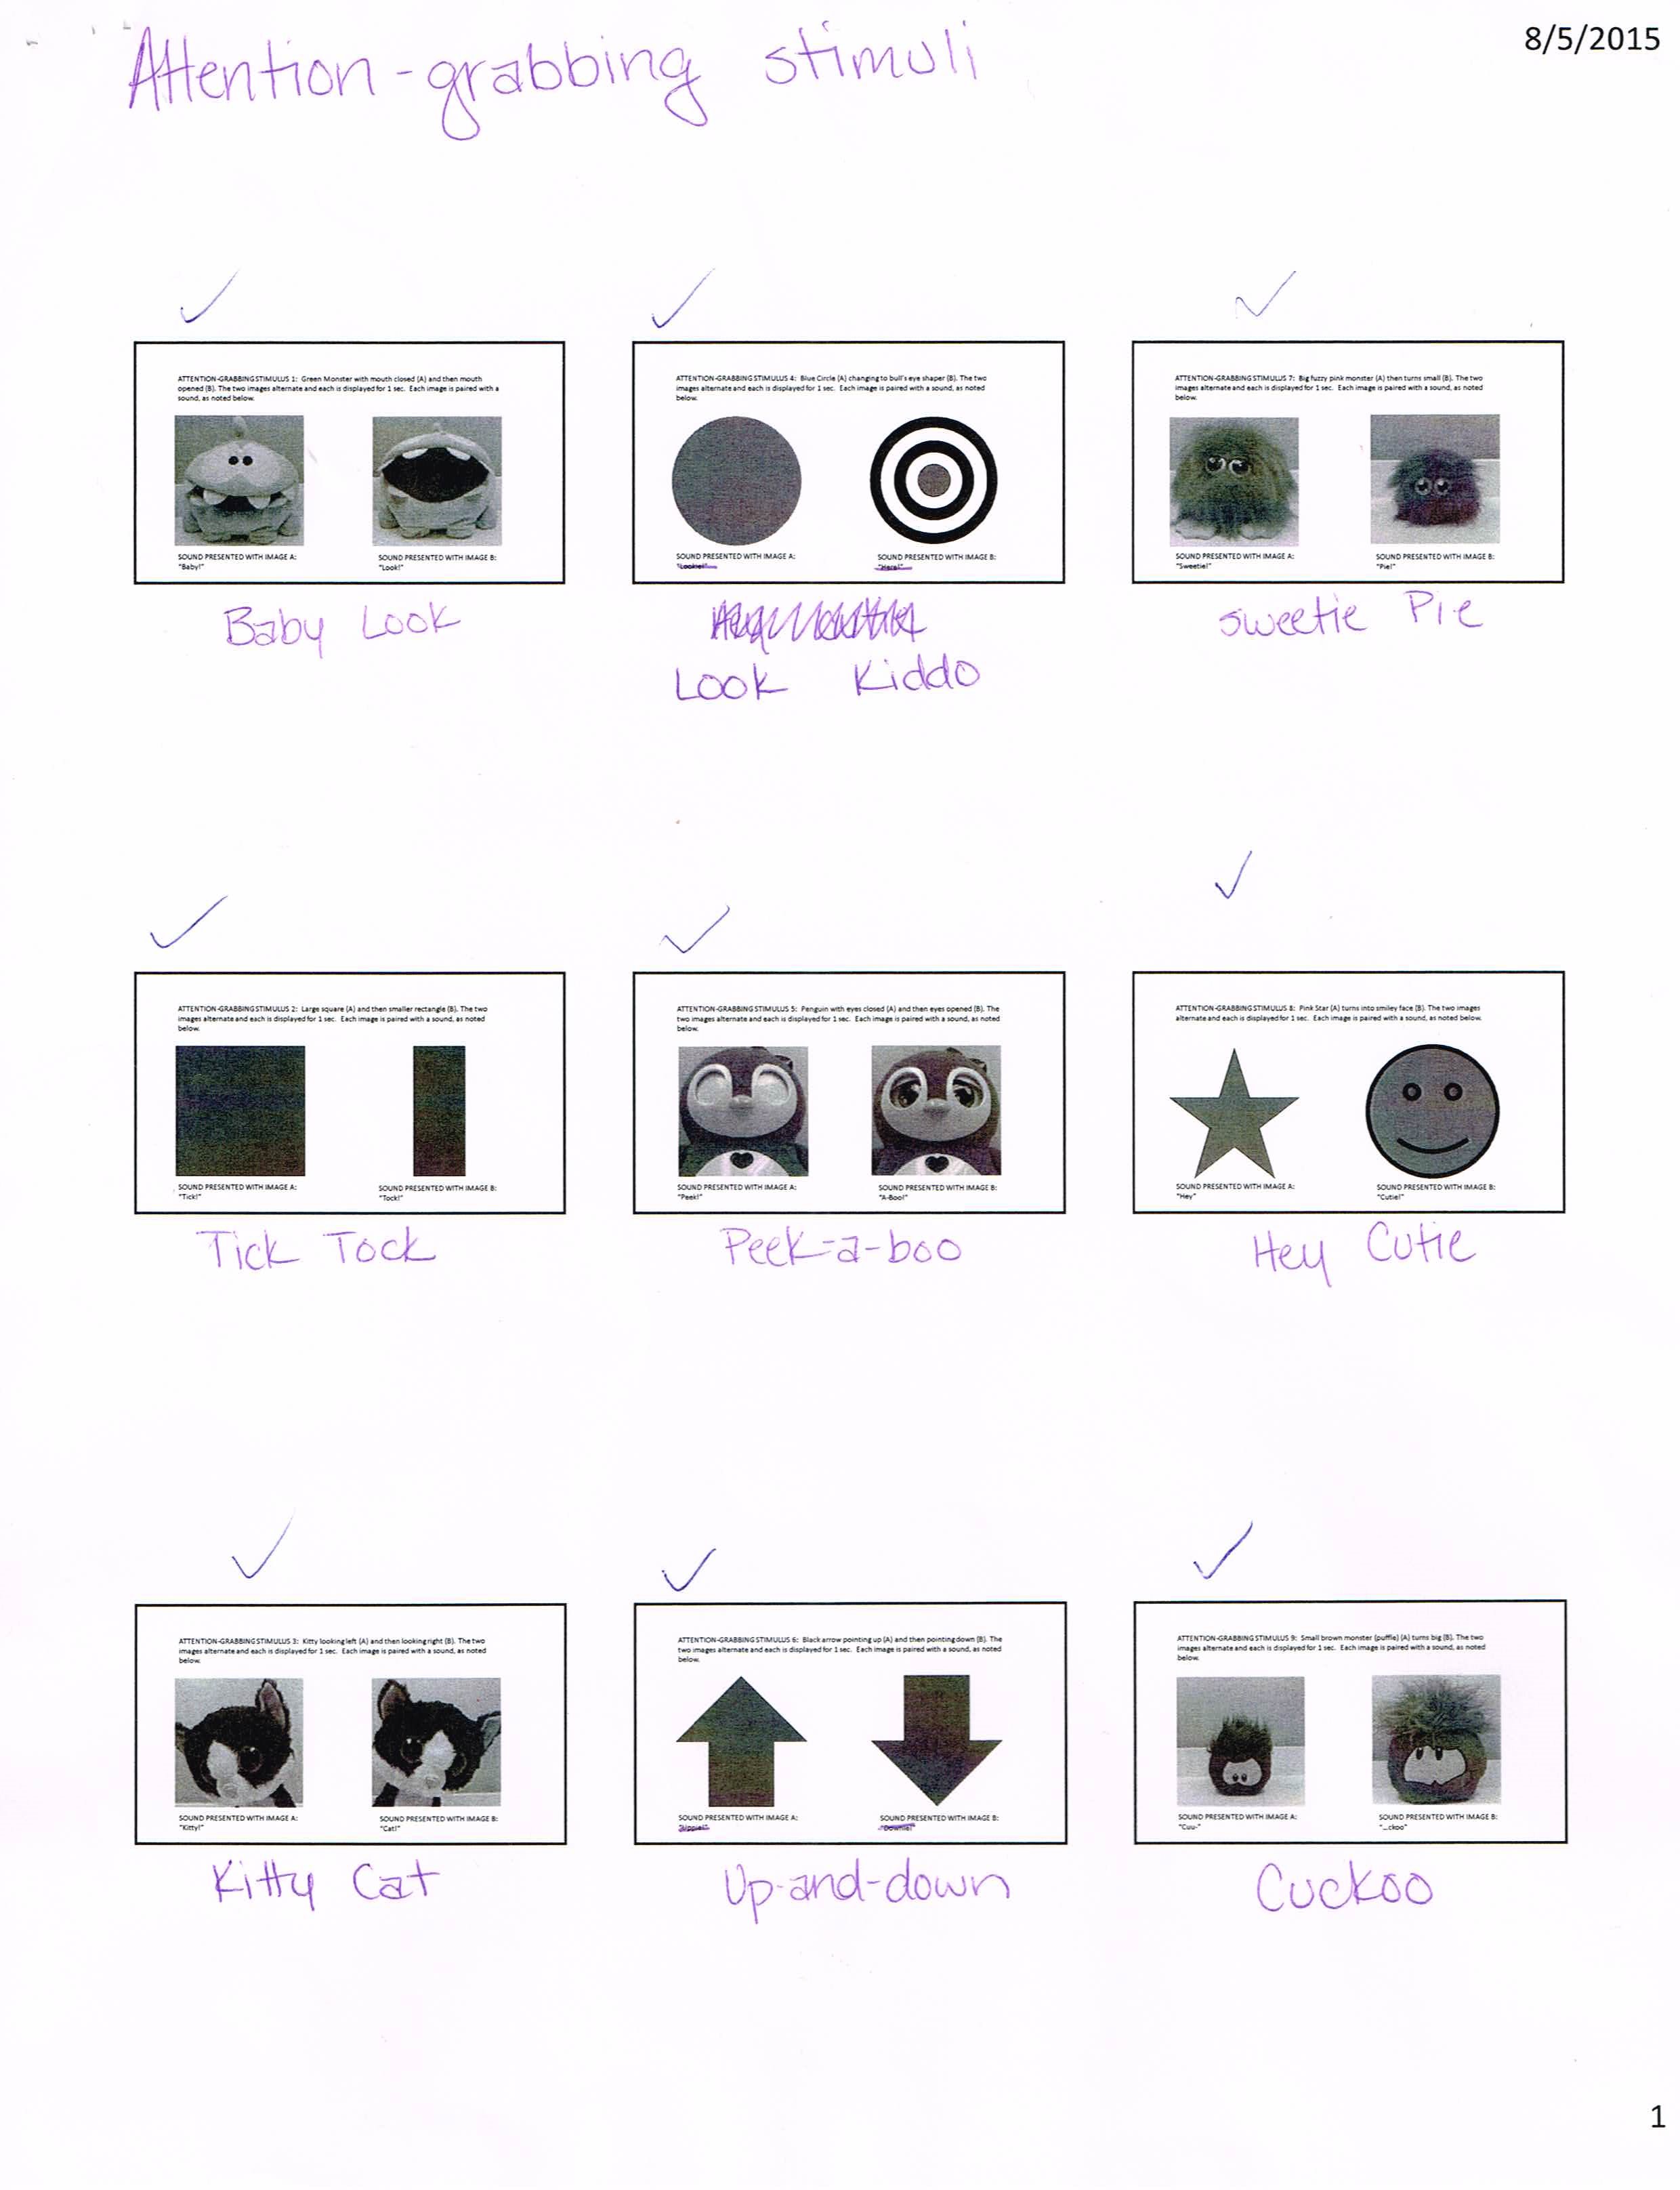 8/5/2015
Attention-grabbing stimuli
ATTENTION-GRABBING STIMULUS 1: Green Monster with mouth closed (A) and then mouth
opened (B). The two images alternate and each is displayed for 1 sec. Each image is paired with a
sound, as noted below.
SOUND PRESENTED WITH IMAGE A:
"Baby!"
SOUND PRESENTED WITH IMAGE B:
"Look!"
Baby Look
ATTENTION-GRABBING STIMULUS 4: Blue Circle (A) changing to bull's eye shaper (B). The two
images alternate and each is displayed for 1 sec. Each image is paired with a sound, as noted
below.
SOUND PRESENTED WITH IMAGE A:
"Lookie!"
SOUND PRESENTED WITH IMAGE B:
"Here!"
Look Kiddo
ATTENTION-GRABBING STIMULUS 7: Big fuzzy pink monster (A) then turns small (B). The two
images alternate and each is displayed for 1 sec. Each image is paired with a sound, as noted
below.
SOUND PRESENTED WITH IMAGE A:
"Sweetie!"
SOUND PRESENTED WITH IMAGE B:
"Pie!"
Sweetie Pie
ATTENTION-GRABBING STIMULUS 2: Large square (A) and then smaller rectangle (B). The two
images alternate and each is displayed for 1 sec. Each image is paired with a sound, as noted
below.
SOUND PRESENTED WITH IMAGE A:
"Tick!"
SOUND PRESENTED WITH IMAGE B:
"Tock!"
Tick Tock
ATTENTION-GRABBING STIMULUS 5: Penguin with eyes closed (A) and then eyes opened (B). The
two images alternate and each is displayed for 1 sec. Each image is paired with a sound, as noted
below.
SOUND PRESENTED WITH IMAGE A:
"Peek!"
SOUND PRESENTED WITH IMAGE B:
"A-Boo!"
Peek-a-boo
ATTENTION-GRABBING STIMULUS 8: Pink Star (A) turns into smiley face (B). The two images
alternate and each is displayed for 1 sec. Each image is paired with a sound, as noted below.
SOUND PRESENTED WITH IMAGE A:
"Hey"
SOUND PRESENTED WITH IMAGE B:
"Cutie!"
Hey Cutie
ATTENTION-GRABBING STIMULUS 3: Kitty looking left (A) and then looking right (B). The two
images alternate and each is displayed for 1 sec. Each image is paired with a sound, as noted
below.
SOUND PRESENTED WITH IMAGE A:
"Kitty!"
SOUND PRESENTED WITH IMAGE B:
"Cat!"
Kitty Cat
ATTENTION-GRABBING STIMULUS 6: Black arrow pointing up (A) and then pointing down (B). The
two images alternate and each is displayed for 1 sec. Each image is paired with a sound, as noted
below.
SOUND PRESENTED WITH IMAGE A:
"Uppie!"
SOUND PRESENTED WITH IMAGE B:
"Downie!"
Up-and-down
ATTENTION-GRABBING STIMULUS 9: Small brown monster (puffle) (A) turns big (B). The two
images alternate and each is displayed for 1 sec. Each image is paired with a sound, as noted
below.
SOUND PRESENTED WITH IMAGE A:
"Cuu-"
SOUND PRESENTED WITH IMAGE B:
"...ckoo"
Cuckoo
1